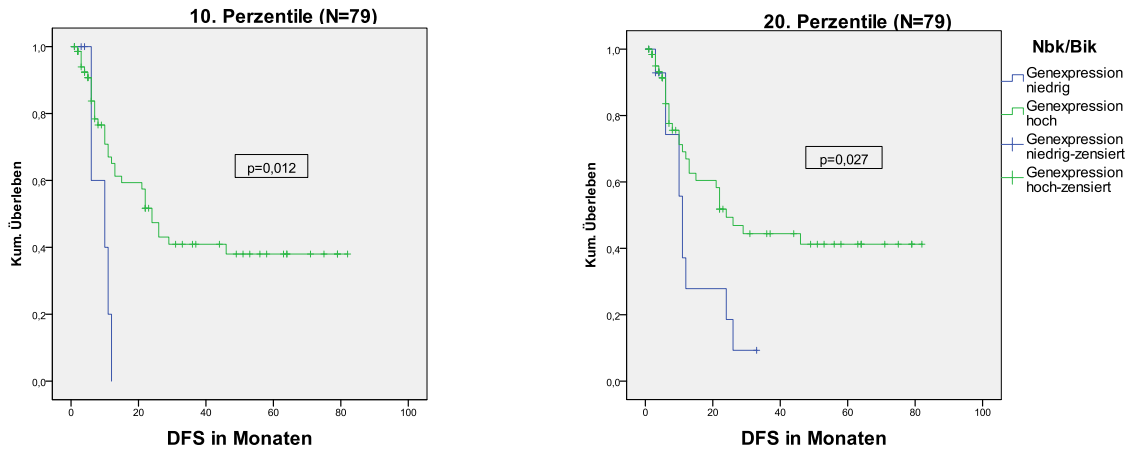 10. Perzentile (N=79)
Kum. Überleben
1,0
0,8
0,6
0,4
0,2
0,0
p=0,012
0 20 40 60 80 100
DFS in Monaten
20. Perzentile (N=79)
Kum. Überleben
1,0
0,8
0,6
0,4
0,2
0,0
p=0,027
0 20 40 60 80 100
DFS in Monaten
Nbk/Bik
Genexpression
niedrig
Genexpression
hoch
Genexpression
niedrig-zensiert
Genexpression
hoch-zensiert